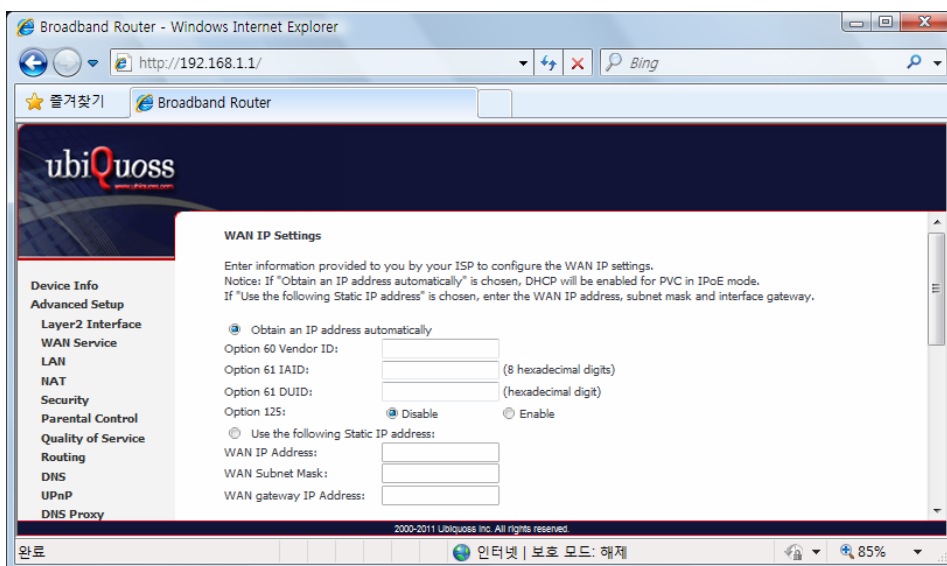 Broadband Router - Windows Internet Explorer
http://192.168.1.1/
Bing
즐겨찾기
Broadband Router
ubiQuoss
www.ubiquoss.com
WAN IP Settings
Enter information provided to you by your ISP to configure the WAN IP settings.
Notice: If "Obtain an IP address automatically" is chosen, DHCP will be enabled for PVC in IPoE mode.
If "Use the following Static IP address" is chosen, enter the WAN IP address, subnet mask and interface gateway.
Device Info
Advanced Setup
Layer2 Interface
WAN Service
LAN
NAT
Security
Parental Control
Quality of Service
Routing
DNS
UPnP
DNS Proxy
Obtain an IP address automatically
Option 60 Vendor ID:
Option 61 IAID: (8 hexadecimal digits)
Option 61 DUID: (hexadecimal digit)
Option 125: Disable Enable
Use the following Static IP address:
WAN IP Address:
WAN Subnet Mask:
WAN gateway IP Address:
2000-2011 Ubiquoss Inc. All rights reserved.
완료
인터넷 | 보호 모드: 해제
85%